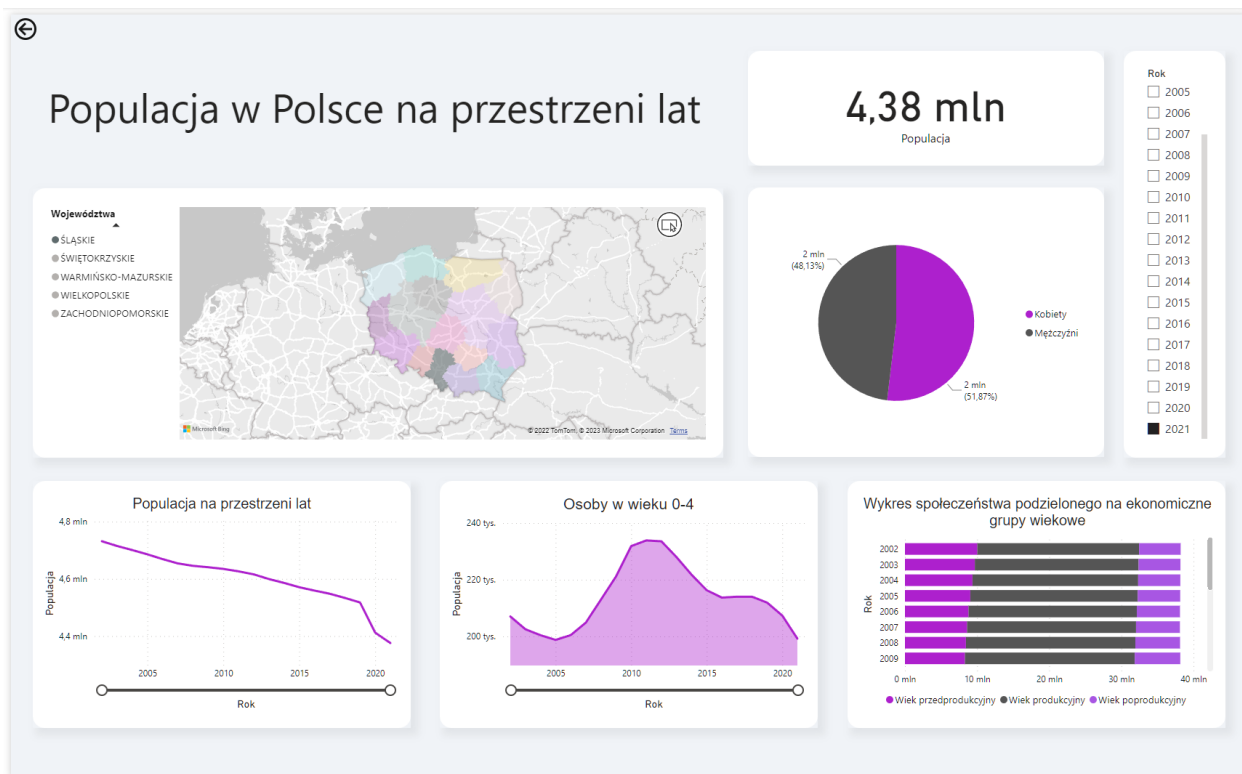 Populacja w Polsce na przestrzeni lat
4,38 mln
Populacja
Rok
2005
2006
2007
2008
2009
2010
2011
2012
2013
2014
2015
2016
2017
2018
2019
2020
2021
Województwa
ŚLĄSKIE
ŚWIĘTOKRZYSKIE
WARMIŃSKO-MAZURSKIE
WIELKOPOLSKIE
ZACHODNIOPOMORSKIE
Microsoft Bing
© 2022 TomTom, © 2023 Microsoft Corporation Terms
2 mln
(48,13%)
2 mln
(51,87%)
Kobiety
Mężczyźni
Populacja na przestrzeni lat
4,8 mln
4,6 mln
4,4 mln
Populacja
2005 2010 2015 2020
Rok
Osoby w wieku 0-4
240 tys.
220 tys.
200 tys.
Populacja
2005 2010 2015 2020
Rok
Wykres społeczeństwa podzielonego na ekonomiczne
grupy wiekowe
2002
2003
2004
2005
2006
2007
2008
2009
Rok
0 mln 10 mln 20 mln 30 mln 40 mln
Wiek przedprodukcyjny Wiek produkcyjny Wiek poprodukcyjny